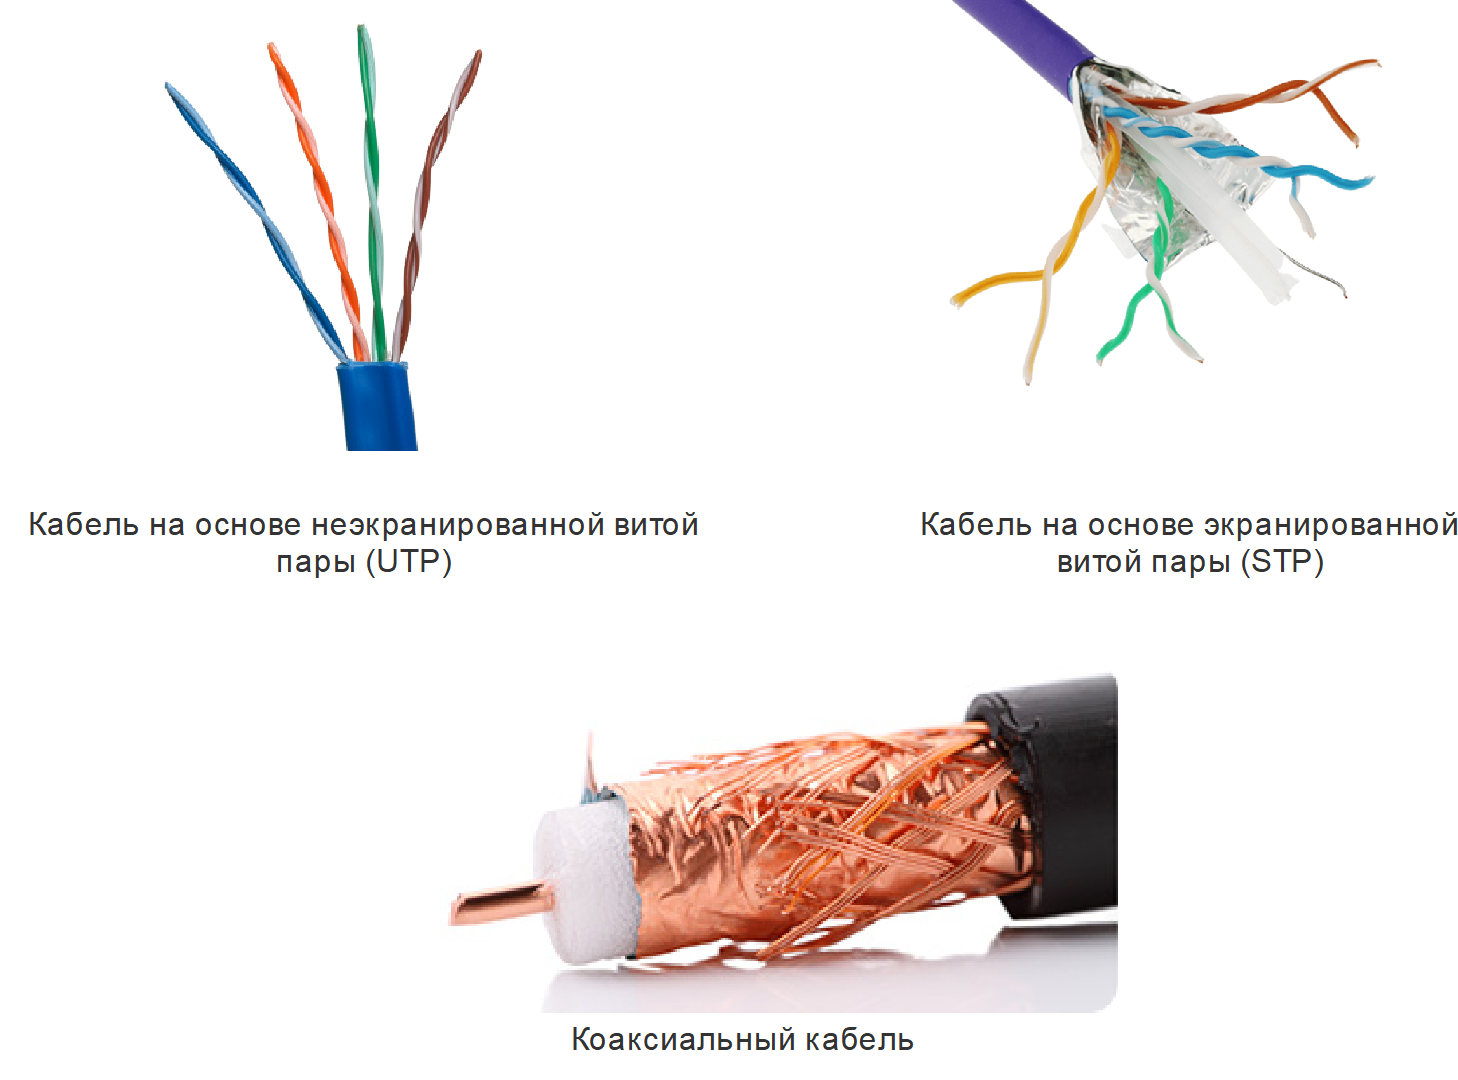 Кабель на основе неэкранированной витой
пары (UTP)
Кабель на основе экранированной
витой пары (STP)
Коаксиальный кабель